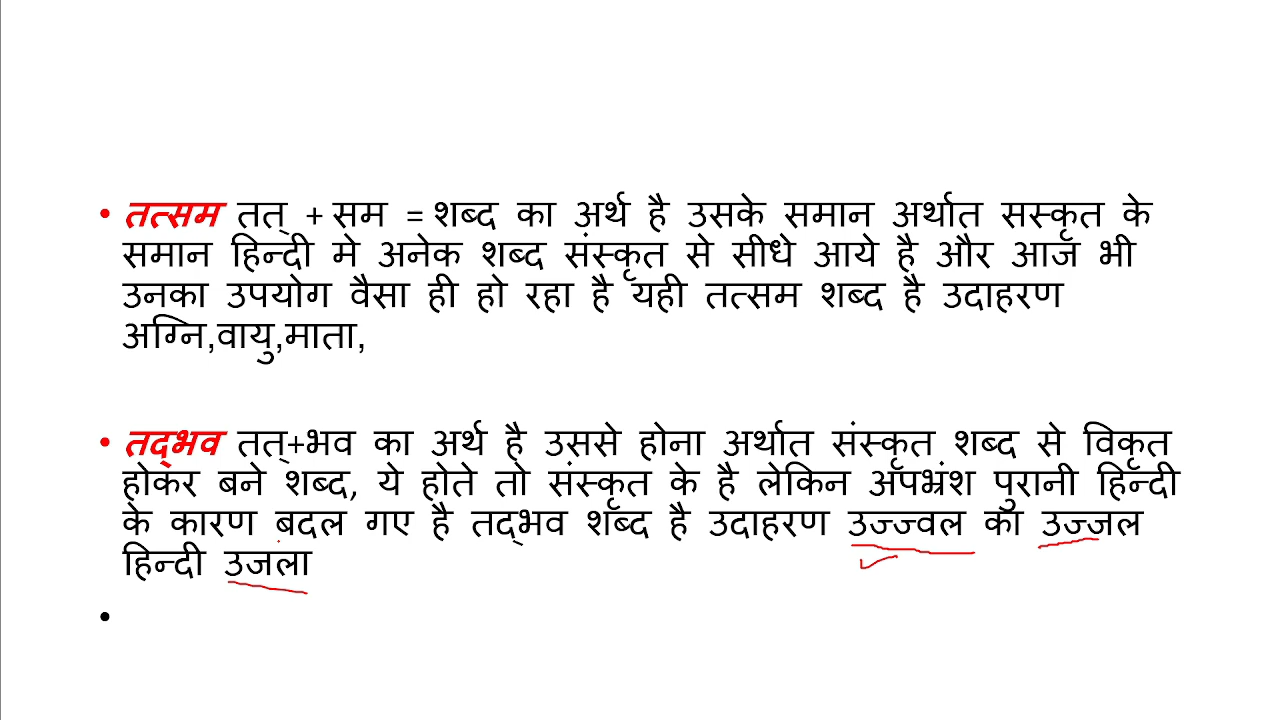 • तत्सम तत् + सम = शब्द का अर्थ है उसके समान अर्थात सस्कृत के
समान हिन्दी मे अनेक शब्द संस्कृत से सीधे आये है और आज भी
उनका उपयोग वैसा ही हो रहा है यही तत्सम शब्द है उदाहरण
अग्नि,वायु,माता,
• तद्भव तत्+भव का अर्थ है उससे होना अर्थात संस्कृत शब्द से विकृत
होकर बने शब्द, ये होते तो संस्कृत के है लेकिन अपभ्रंश पुरानी हिन्दी
के कारण बदल गए है तद्भव शब्द है उदाहरण उज्ज्वल का उज्जल
हिन्दी उजला
•